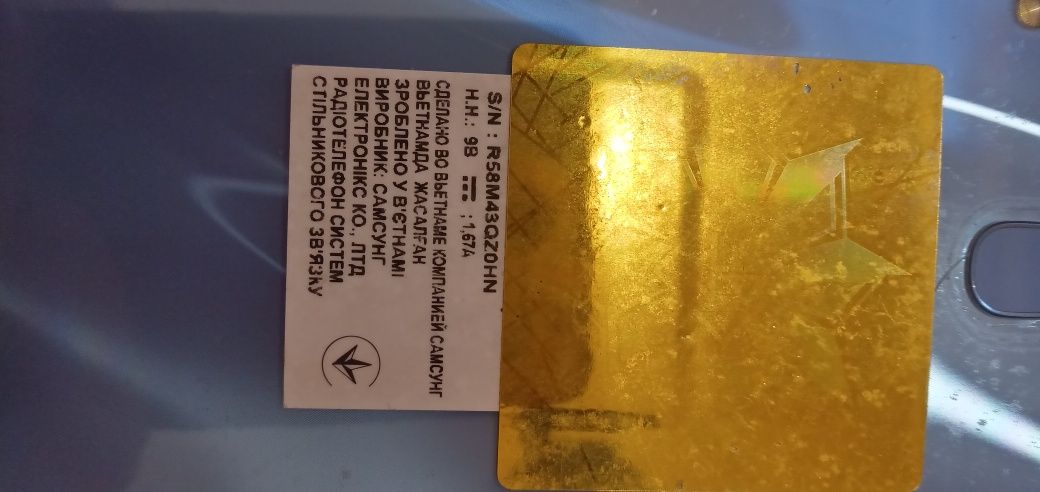 S/N : R58M43QZ0HN
Н.Н.: 9В ⎓ ; 1,67А
СДЕЛАНО ВО ВЬЕТНАМЕ КОМПАНИЕЙ САМСУНГ
ВЬЕТНАМДА ЖАСАЛҒАН
ЗРОБЛЕНО У В'ЄТНАМІ
ВИРОБНИК: САМСУНГ
ЕЛЕКТРОНІКС КО., ЛТД
РАДІОТЕЛЕФОН СИСТЕМ
СТІЛЬНИКОВОГО ЗВ'ЯЗКУ